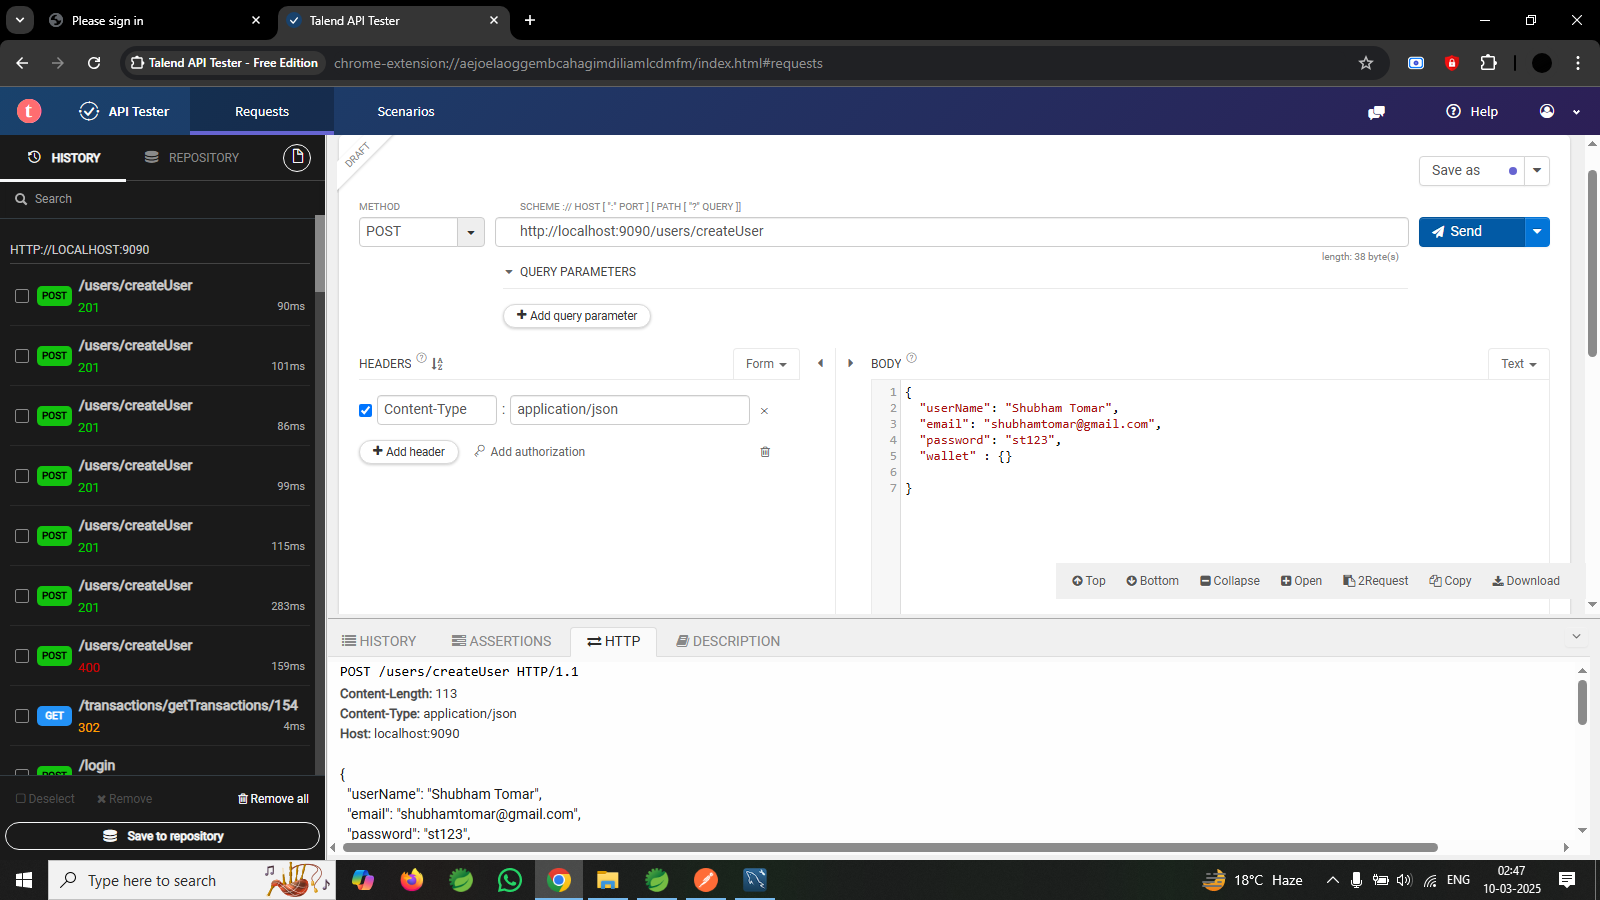 Please sign in
Talend API Tester
Talend API Tester - Free Edition
chrome-extension://aejoelaoggembcahagimdiliamlcdmfm/index.html#requests
t
API Tester
Requests
Scenarios
Help
HISTORY
REPOSITORY
Search
HTTP://LOCALHOST:9090
POST /users/createUser
201 90ms
POST /users/createUser
201 101ms
POST /users/createUser
201 86ms
POST /users/createUser
201 99ms
POST /users/createUser
201 115ms
POST /users/createUser
201 283ms
POST /users/createUser
400 159ms
GET /transactions/getTransactions/154
302 4ms
POST /login
Deselect
Remove
Remove all
Save to repository
DRAFT
Save as
METHOD
SCHEME :// HOST [ ":" PORT ] [ PATH [ "?" QUERY ]]
POST
http://localhost:9090/users/createUser
Send
length: 38 byte(s)
QUERY PARAMETERS
Add query parameter
HEADERS
Form
Content-Type : application/json
Add header
Add authorization
BODY
Text
1 {
2 "userName": "Shubham Tomar",
3 "email": "shubhamtomar@gmail.com",
4 "password": "st123",
5 "wallet" : {}
6
7 }
Top
Bottom
Collapse
Open
2Request
Copy
Download
HISTORY
ASSERTIONS
HTTP
DESCRIPTION
POST /users/createUser HTTP/1.1
Content-Length: 113
Content-Type: application/json
Host: localhost:9090
{
"userName": "Shubham Tomar",
"email": "shubhamtomar@gmail.com",
"password": "st123",
Type here to search
18°C Haze
ENG
02:47
10-03-2025